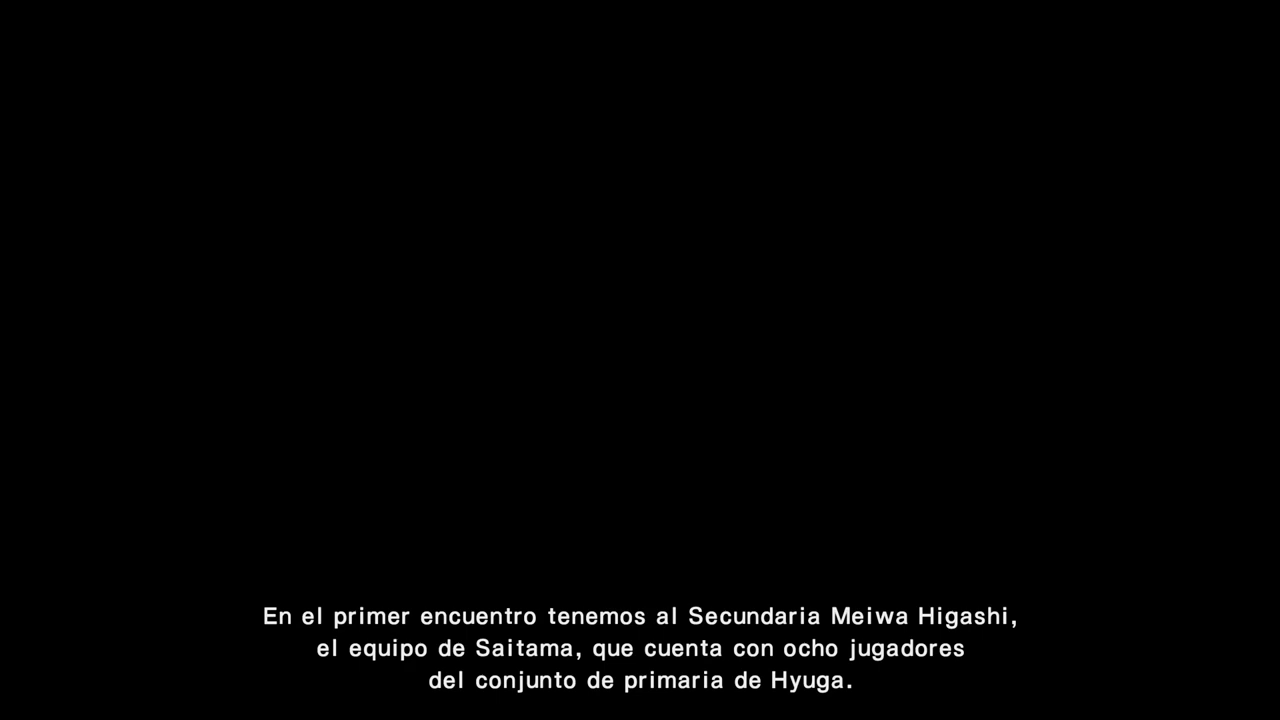 En el primer encuentro tenemos al Secundaria Meiwa Higashi,
el equipo de Saitama, que cuenta con ocho jugadores
del conjunto de primaria de Hyuga.